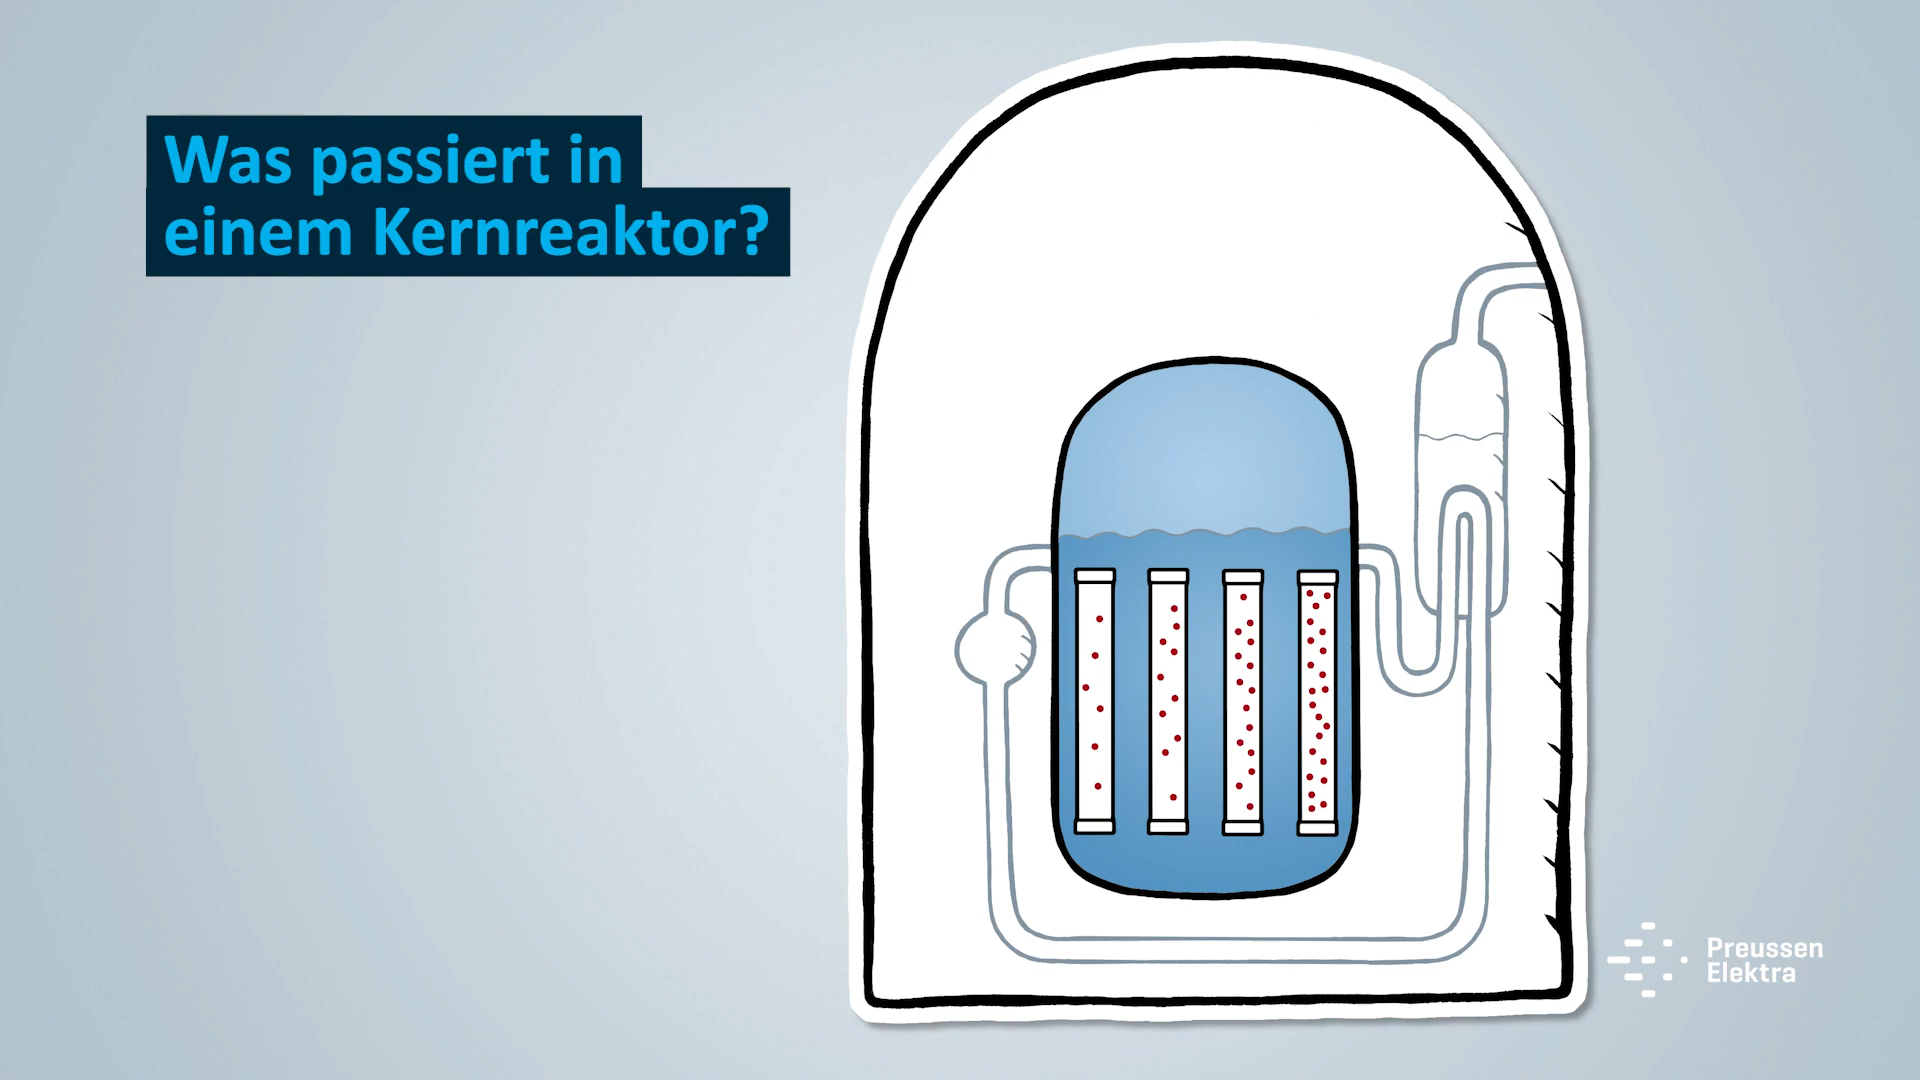 Was passiert in
einem Kernreaktor?
Preussen
Elektra